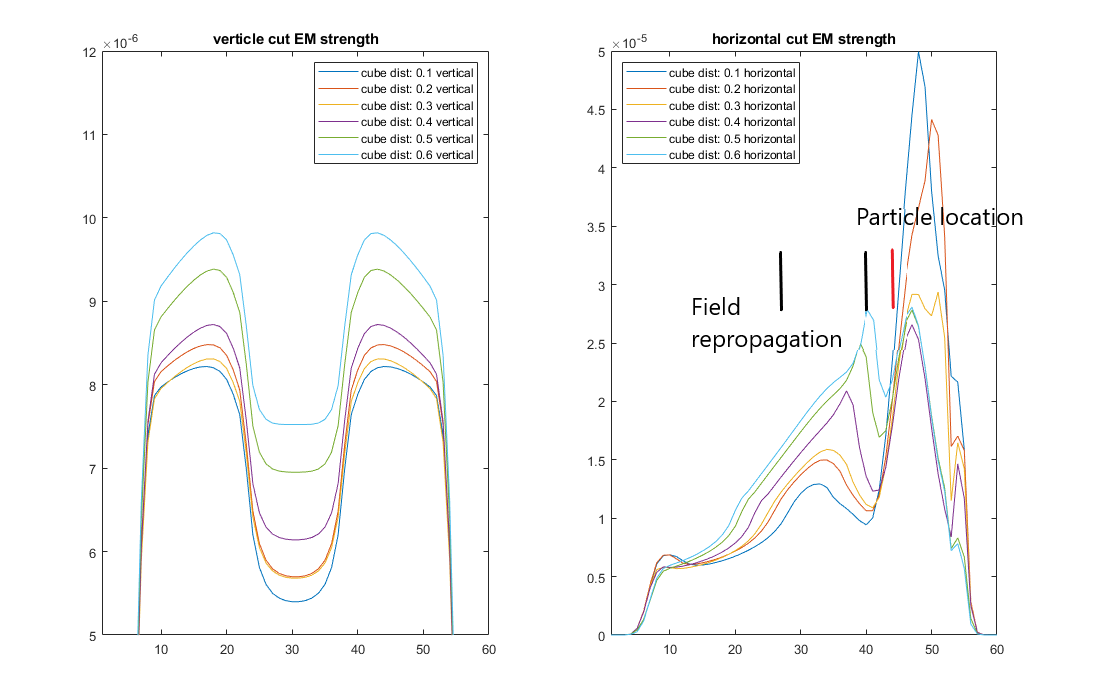 verticle cut EM strength
×10⁻⁶
12
11
10
9
8
7
6
5
10
20
30
40
50
60
cube dist: 0.1 vertical
cube dist: 0.2 vertical
cube dist: 0.3 vertical
cube dist: 0.4 vertical
cube dist: 0.5 vertical
cube dist: 0.6 vertical
horizontal cut EM strength
×10⁻⁵
5
4.5
4
3.5
3
2.5
2
1.5
1
0.5
0
10
20
30
40
50
60
cube dist: 0.1 horizontal
cube dist: 0.2 horizontal
cube dist: 0.3 horizontal
cube dist: 0.4 horizontal
cube dist: 0.5 horizontal
cube dist: 0.6 horizontal
Particle location
Field
repropagation